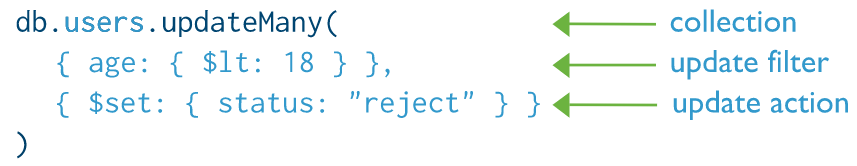 db.users.updateMany( collection
{ age: { $lt: 18 } }, update filter
{ $set: { status: "reject" } } update action
)